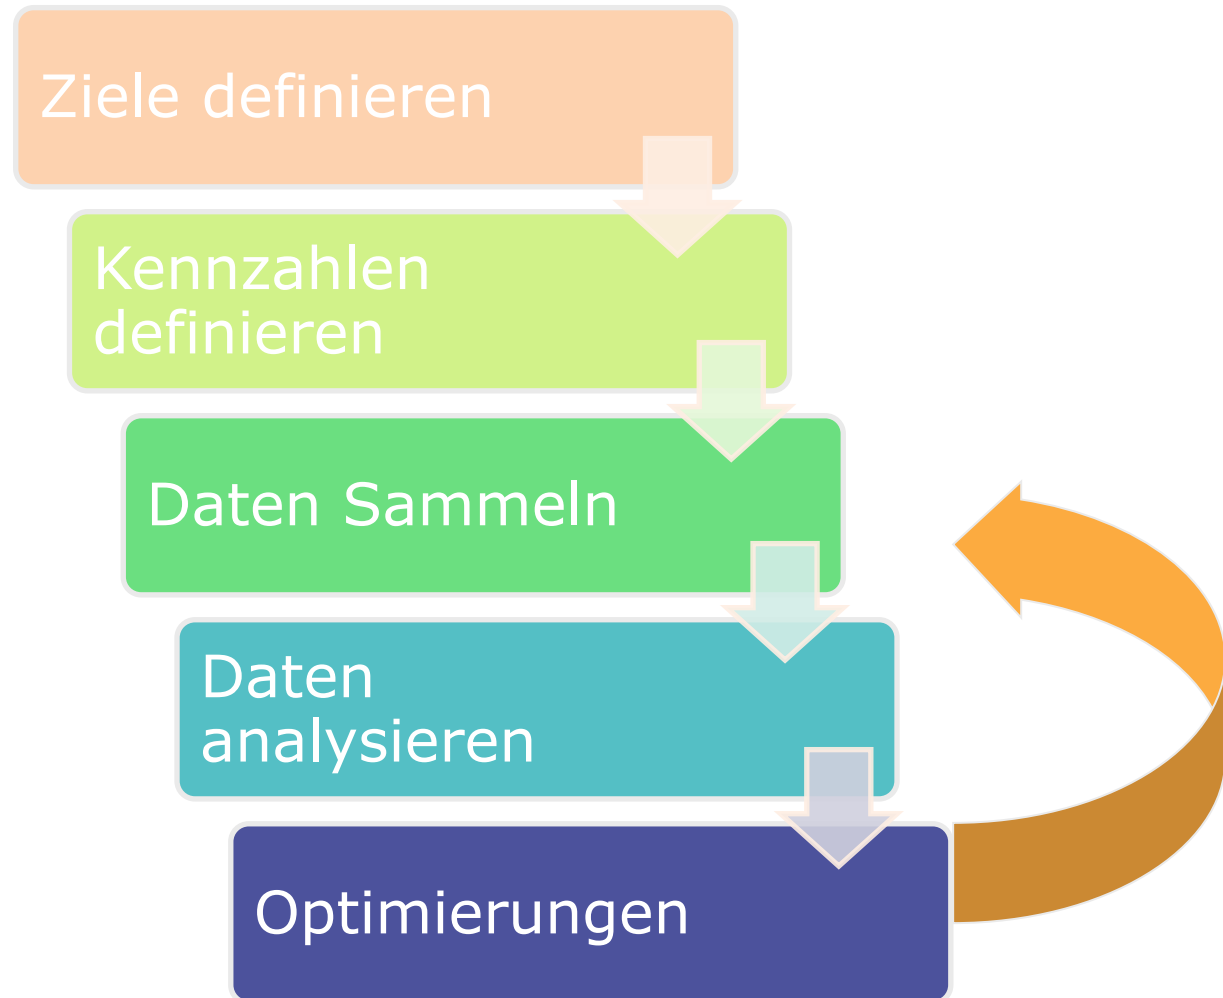 Ziele definieren
Kennzahlen
definieren
Daten Sammeln
Daten
analysieren
Optimierungen